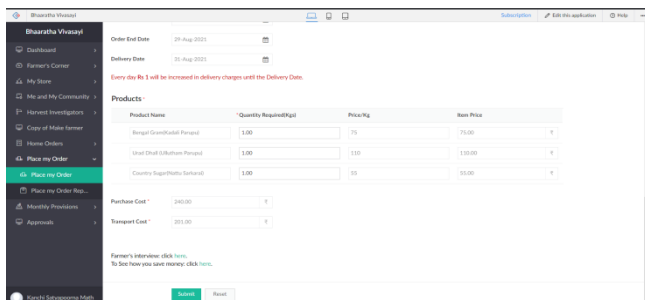 Bhaaratha Vivasayi
Subscription
Edit this application
Help
Bhaaratha Vivasayi
Dashboard
Farmer's Corner
My Store
Me and My Community
Harvest Investigators
Copy of Make farmer
Home Orders
Place my Order
Place my Order
Place my Order Rep...
Monthly Provisions
Approvals
Kanchi Satyapoorna Math
Order End Date 29-Aug-2021
Delivery Date 31-Aug-2021
Every day Rs 1 will be increased in delivery charges until the Delivery Date.
Products *
Product Name *Quantity Required(Kgs) Price/Kg Item Price
Bengal Gram(Kadali Parupu) 1.00 75 75.00 ₹
Urad Dhall (Ulutham Parupu) 1.00 110 110.00 ₹
Country Sugar(Nattu Sarkarai) 1.00 55 55.00 ₹
Purchase Cost * 240.00 ₹
Transport Cost * 201.00 ₹
Farmer's interview: click here.
To See how you save money: click here.
Submit Reset